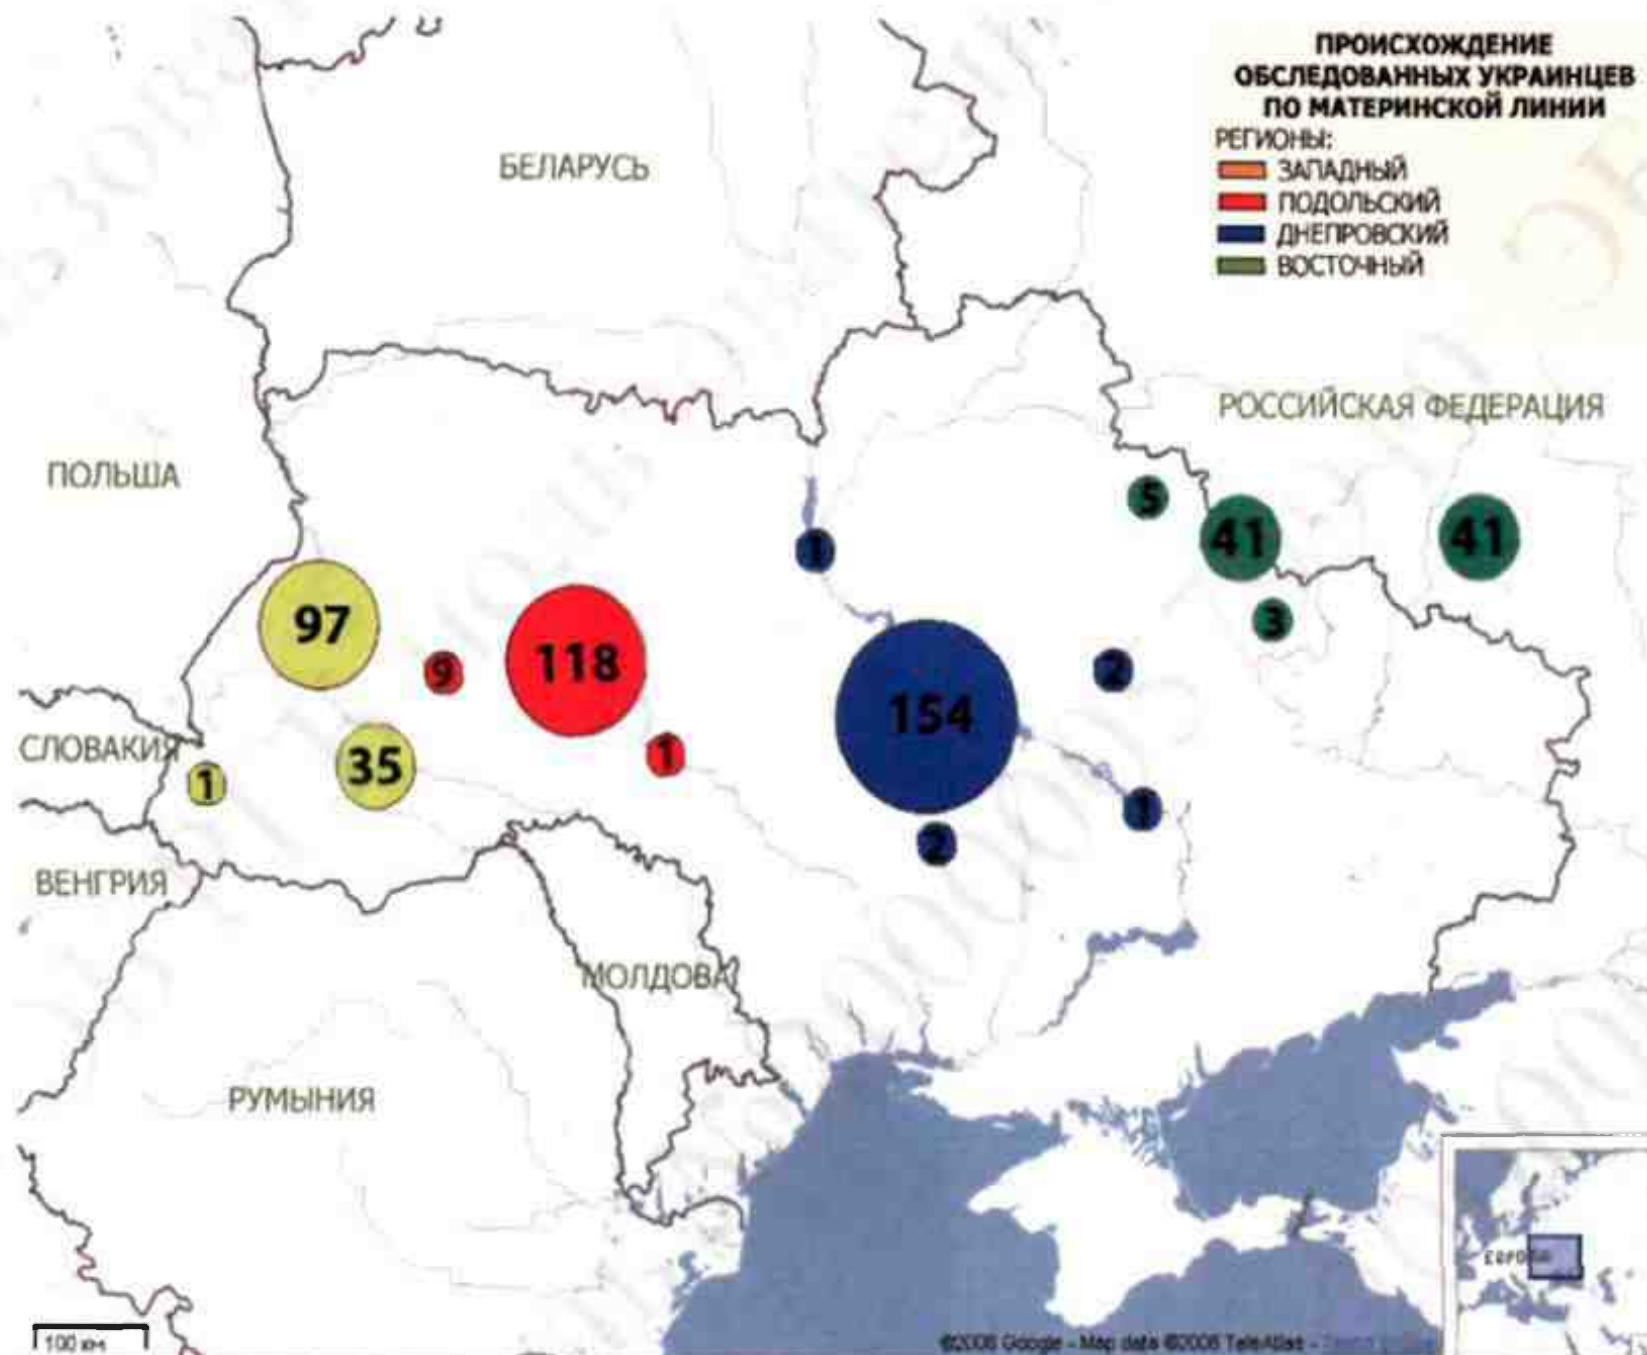 ПРОИСХОЖДЕНИЕ
ОБСЛЕДОВАННЫХ УКРАИНЦЕВ
ПО МАТЕРИНСКОЙ ЛИНИИ
РЕГИОНЫ:
ЗАПАДНЫЙ
ПОДОЛЬСКИЙ
ДНЕПРОВСКИЙ
ВОСТОЧНЫЙ
БЕЛАРУСЬ
РОССИЙСКАЯ ФЕДЕРАЦИЯ
ПОЛЬША
5
41
41
1
3
97
118
9
2
154
СЛОВАКИЯ
1
35
1
1
2
ВЕНГРИЯ
МОЛДОВА
РУМЫНИЯ
100 км
©2008 Google - Map data ©2008 TeleAtlas -